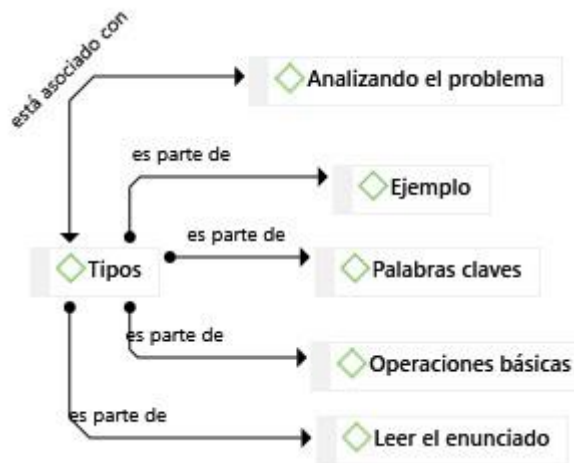 está asociado con
Analizando el problema
es parte de
Ejemplo
es parte de
Tipos
Palabras claves
es parte de
Operaciones básicas
es parte de
Leer el enunciado